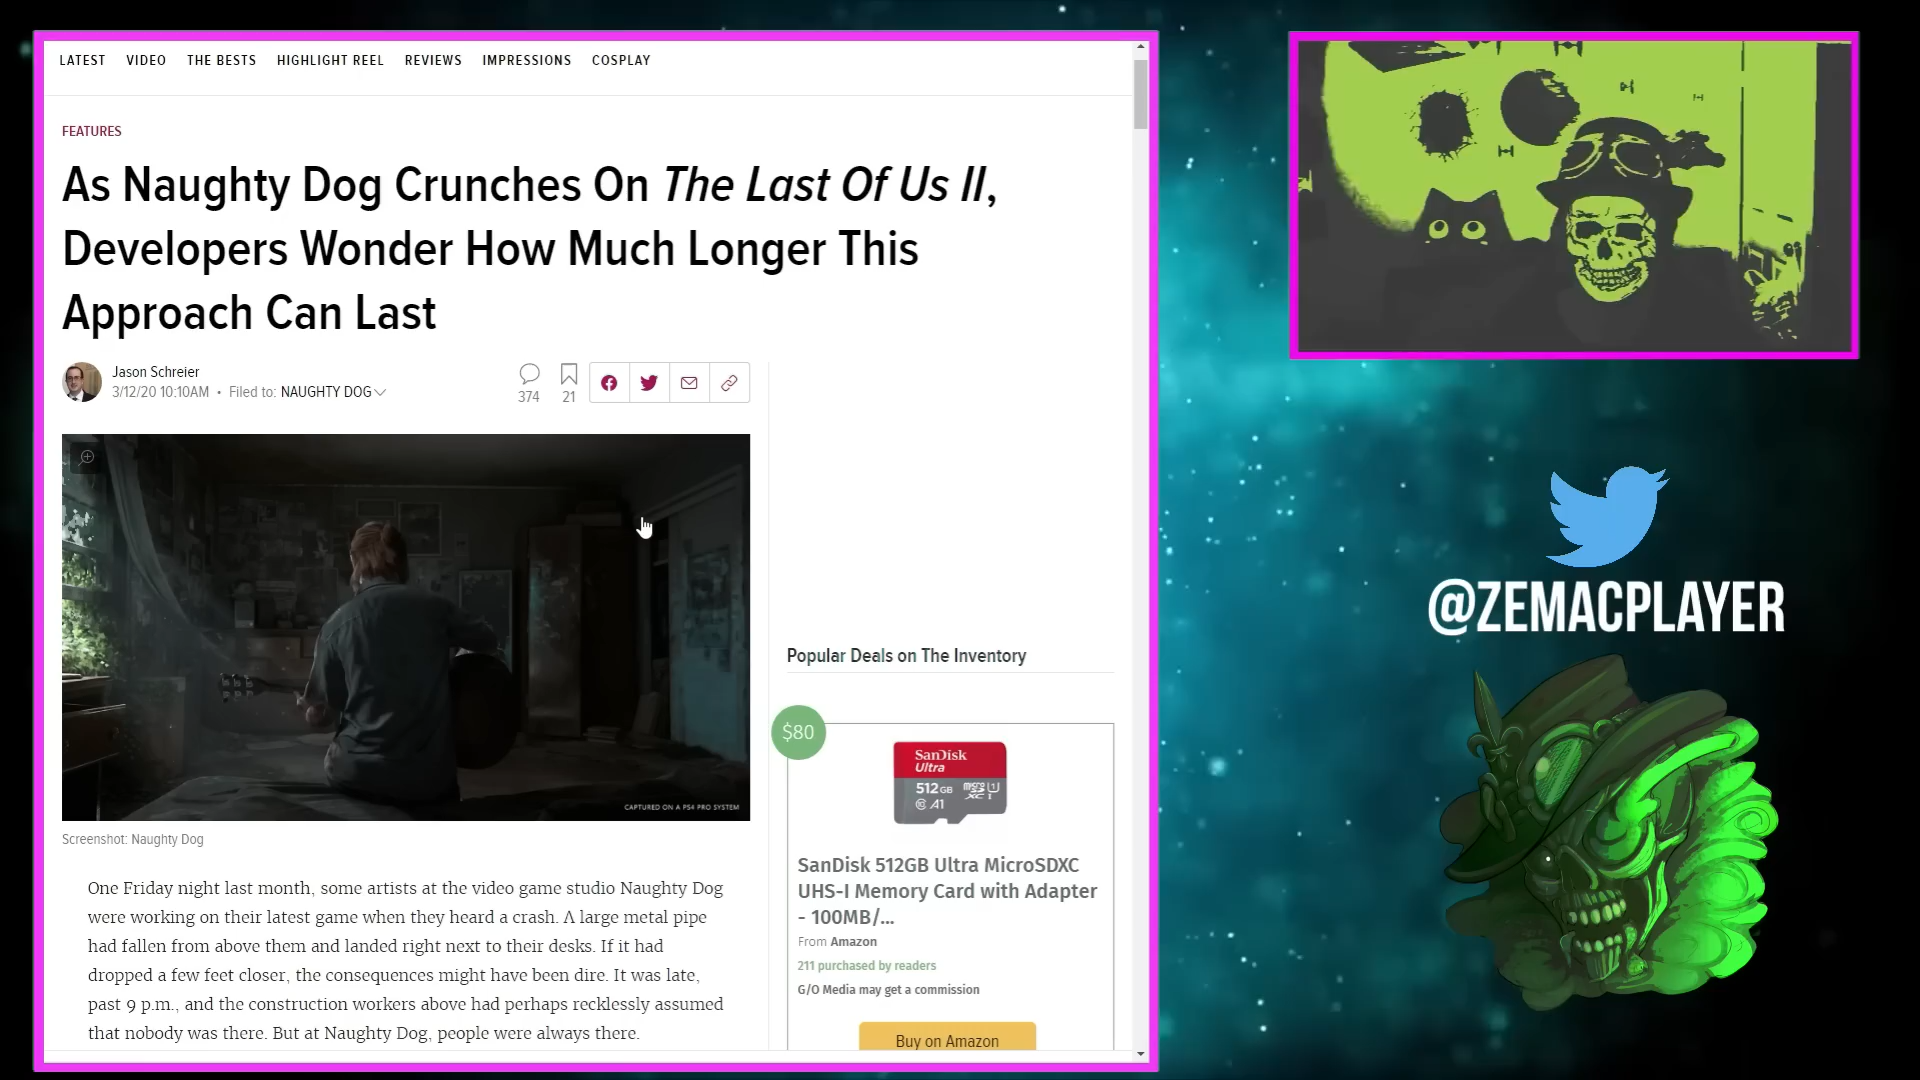 LATEST VIDEO THE BESTS HIGHLIGHT REEL REVIEWS IMPRESSIONS COSPLAY
FEATURES
As Naughty Dog Crunches On The Last Of Us II,
Developers Wonder How Much Longer This
Approach Can Last
Jason Schreier
3/12/20 10:10AM • Filed to: NAUGHTY DOG
374 21
CAPTURED ON A PS4 PRO SYSTEM
Screenshot: Naughty Dog
One Friday night last month, some artists at the video game studio Naughty Dog
were working on their latest game when they heard a crash. A large metal pipe
had fallen from above them and landed right next to their desks. If it had
dropped a few feet closer, the consequences might have been dire. It was late,
past 9 p.m., and the construction workers above had perhaps recklessly assumed
that nobody was there. But at Naughty Dog, people were always there.
Popular Deals on The Inventory
$80
SanDisk
Ultra
512GB microSD XC I U1
C10 A1
SanDisk 512GB Ultra MicroSDXC
UHS-I Memory Card with Adapter
- 100MB/...
From Amazon
211 purchased by readers
G/O Media may get a commission
Buy on Amazon
@ZEMACPLAYER